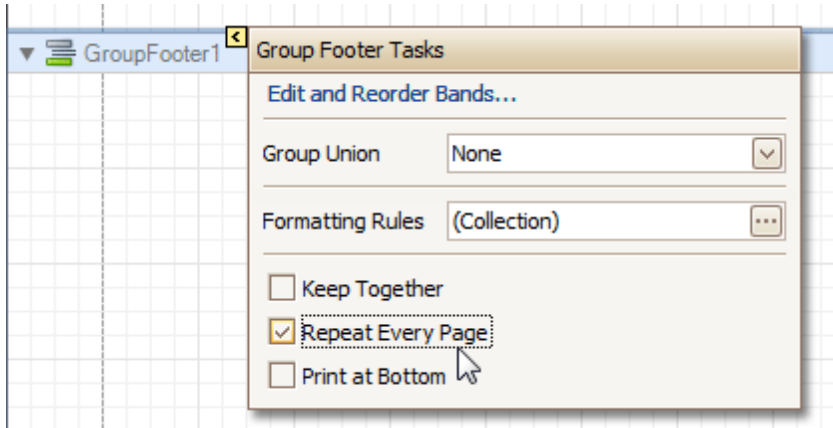 GroupFooter1
Group Footer Tasks
Edit and Reorder Bands...
Group Union None
Formatting Rules (Collection)
Keep Together
Repeat Every Page
Print at Bottom